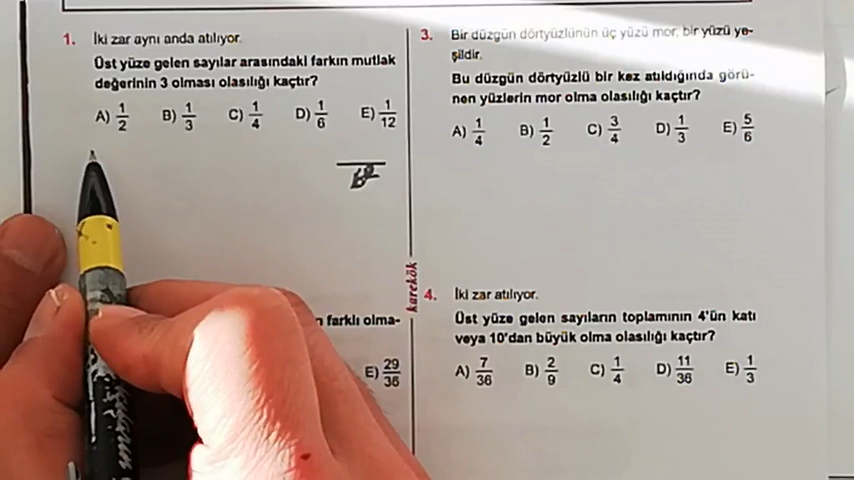 1. İki zar aynı anda atılıyor.
Üst yüze gelen sayılar arasındaki farkın mutlak
değerinin 3 olması olasılığı kaçtır?
A) 1/2 B) 1/3 C) 1/4 D) 1/6 E) 1/12
n farklı olma-
E) 29/36
karekök
3. Bir düzgün dörtyüzlünün üç yüzü mor, bir yüzü ye-
şildir.
Bu düzgün dörtyüzlü bir kez atıldığında görü-
nen yüzlerin mor olma olasılığı kaçtır?
A) 1/4 B) 1/2 C) 3/4 D) 1/3 E) 5/6
4. İki zar atılıyor.
Üst yüze gelen sayıların toplamının 4'ün katı
veya 10'dan büyük olma olasılığı kaçtır?
A) 7/36 B) 2/9 C) 1/4 D) 11/36 E) 1/3